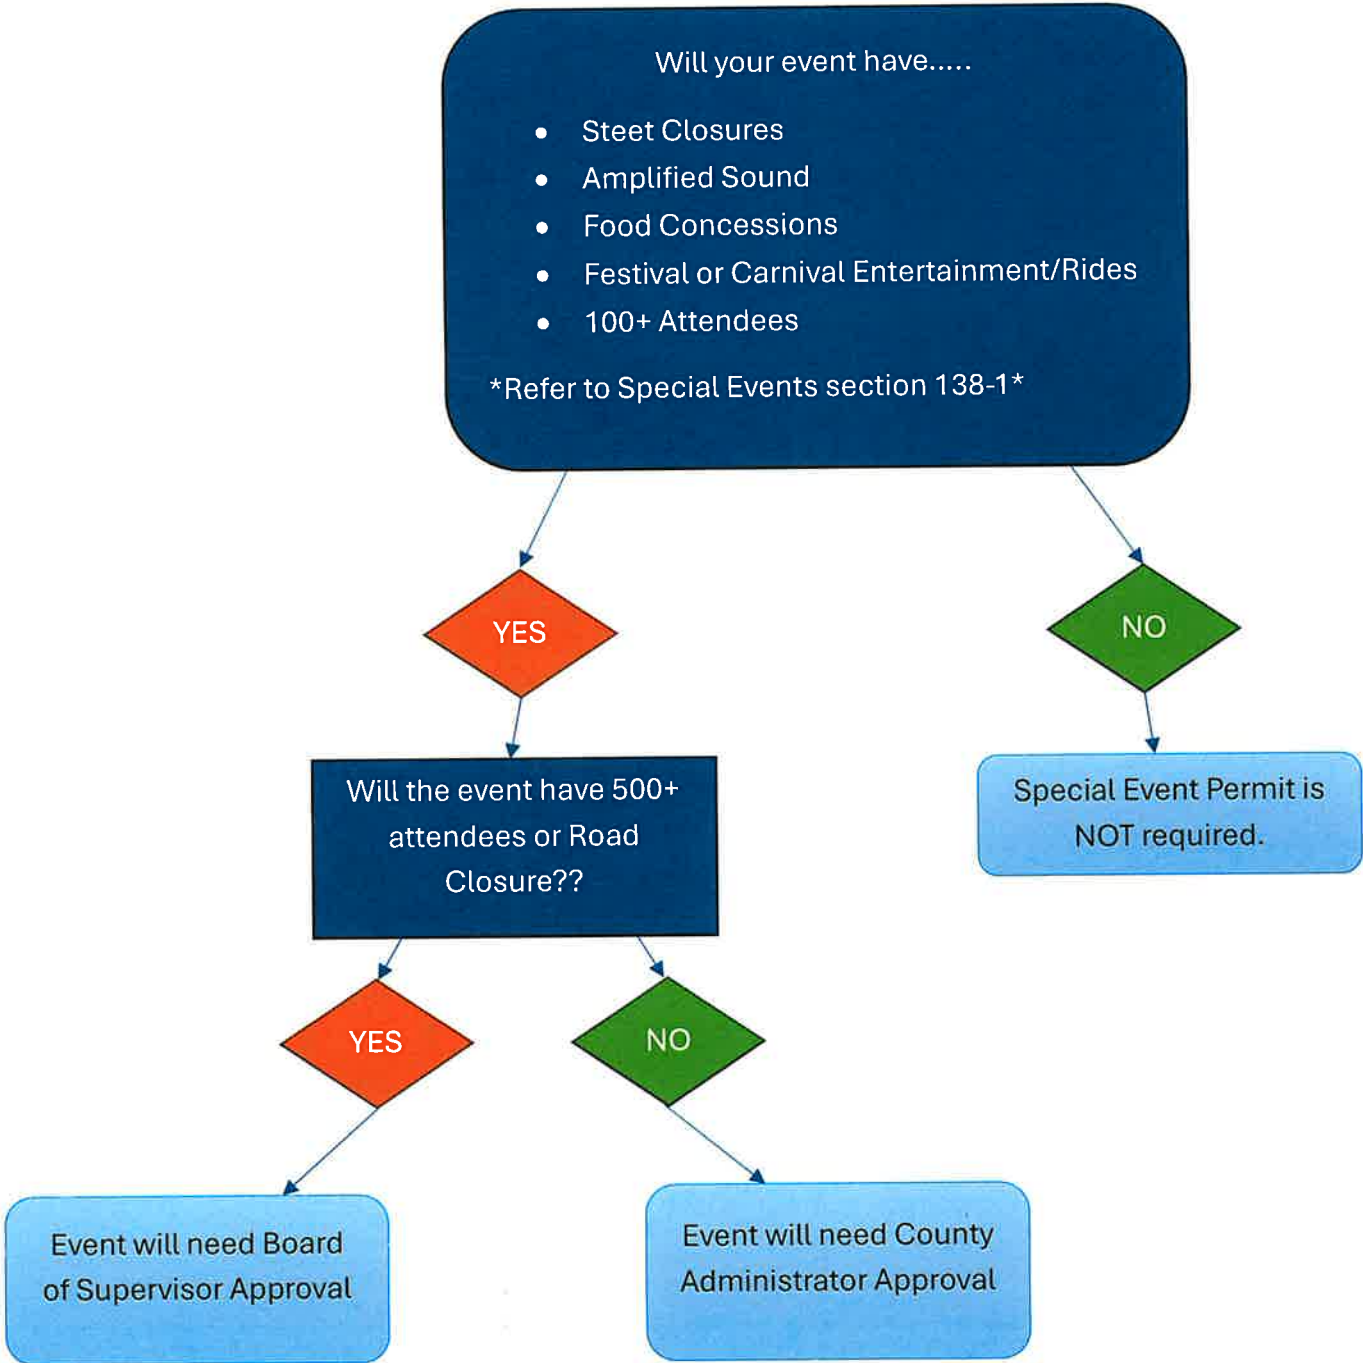 Will your event have.....
• Steet Closures
• Amplified Sound
• Food Concessions
• Festival or Carnival Entertainment/Rides
• 100+ Attendees
*Refer to Special Events section 138-1*
YES
NO
Will the event have 500+
attendees or Road
Closure??
Special Event Permit is
NOT required.
YES
NO
Event will need Board
of Supervisor Approval
Event will need County
Administrator Approval